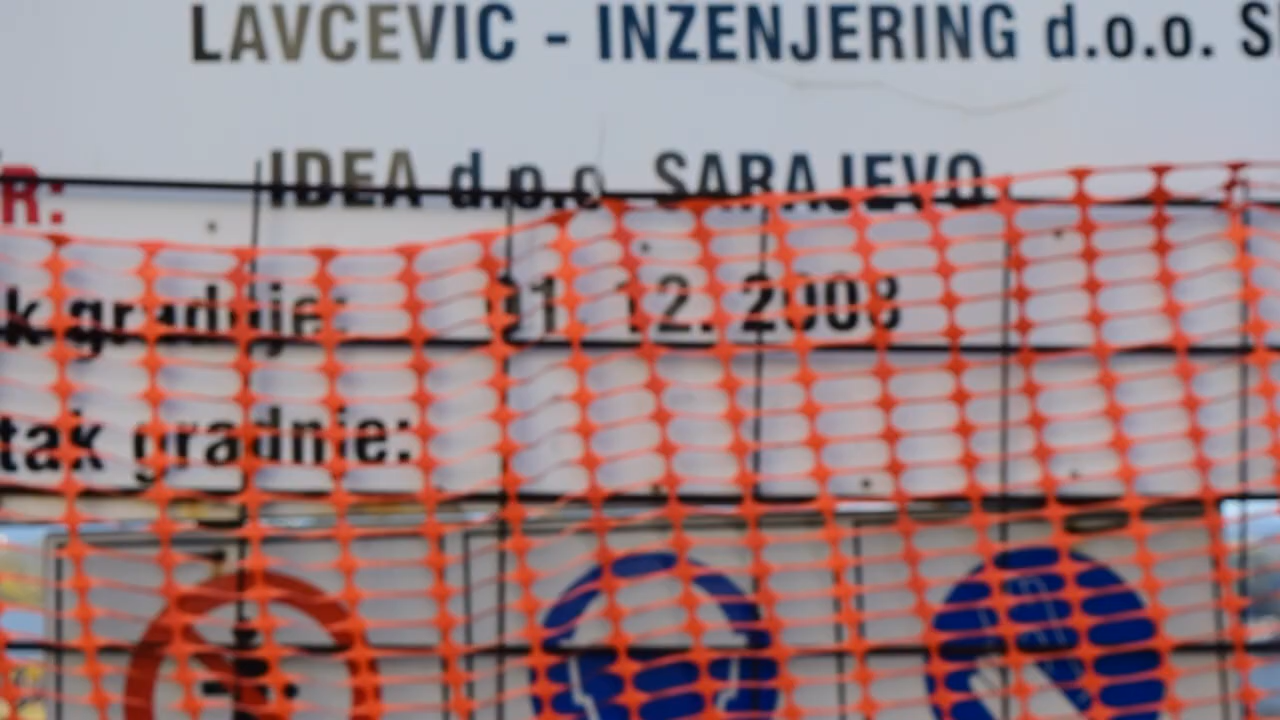 LAVCEVIC - INZENJERING d.o.o.
IDEA d.o.o SARAJEVO
R:
k gradnje: 01 12. 2008
tak gradnje: